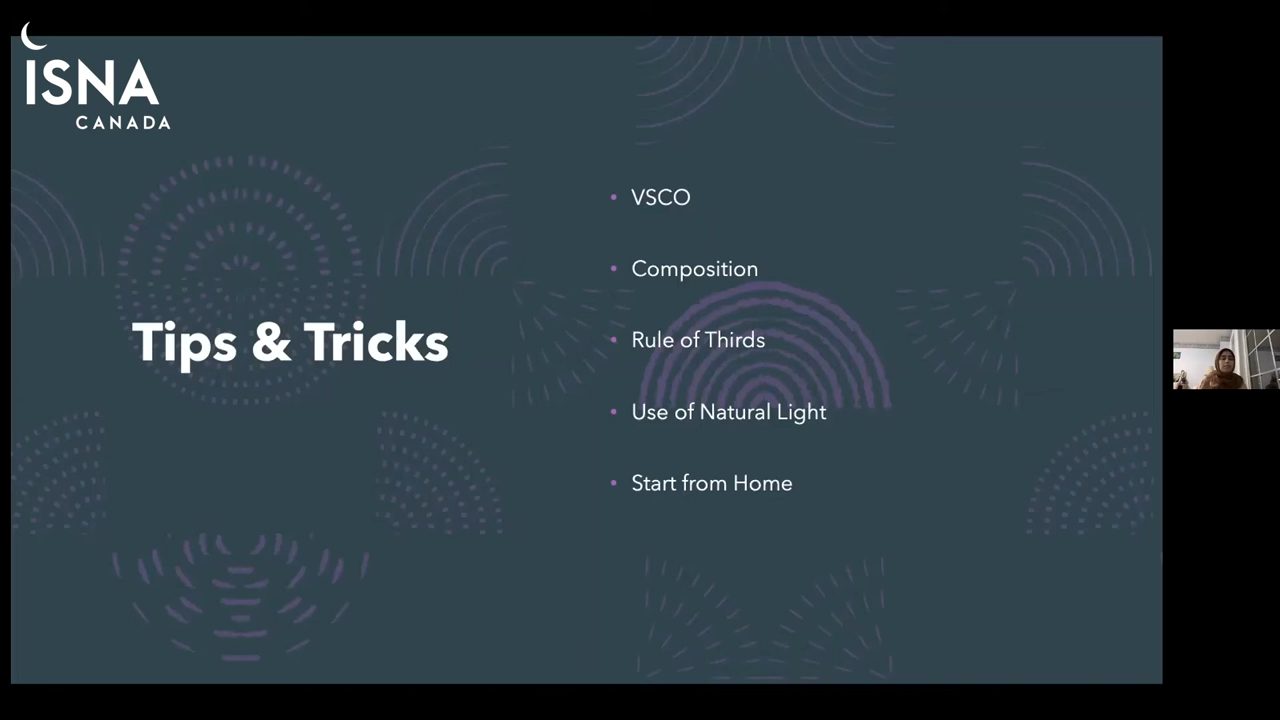 ISNA
CANADA
Tips & Tricks
• VSCO
• Composition
• Rule of Thirds
• Use of Natural Light
• Start from Home